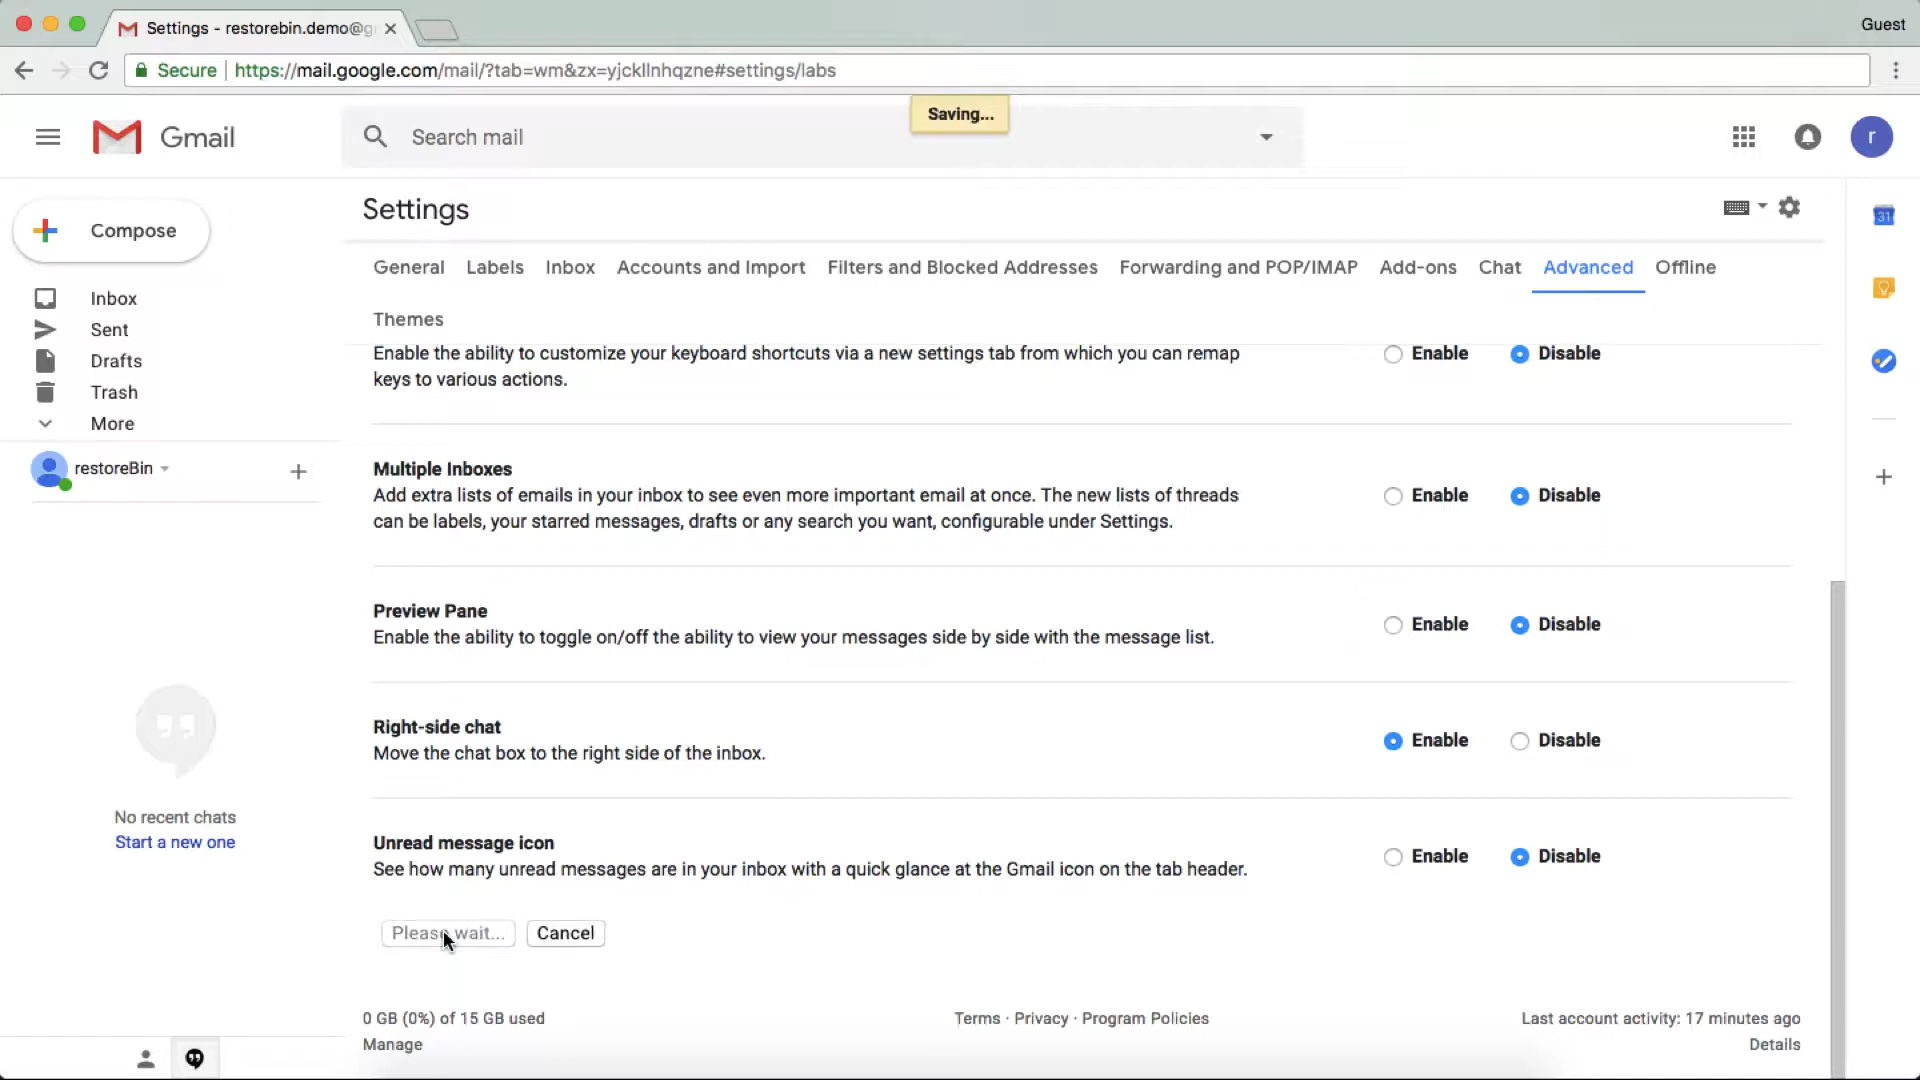 Settings - restorebin.demo@g
Guest
Secure
https://mail.google.com/mail/?tab=wm&zx=yjckllnhqzne#settings/labs
Saving...
Gmail
Search mail
r
Compose
Inbox
Sent
Drafts
Trash
More
restoreBin
No recent chats
Start a new one
Settings
31
General Labels Inbox Accounts and Import Filters and Blocked Addresses Forwarding and POP/IMAP Add-ons Chat Advanced Offline
Themes
Enable the ability to customize your keyboard shortcuts via a new settings tab from which you can remap
keys to various actions.
Enable Disable
Multiple Inboxes
Add extra lists of emails in your inbox to see even more important email at once. The new lists of threads
can be labels, your starred messages, drafts or any search you want, configurable under Settings.
Enable Disable
Preview Pane
Enable the ability to toggle on/off the ability to view your messages side by side with the message list.
Enable Disable
Right-side chat
Move the chat box to the right side of the inbox.
Enable Disable
Unread message icon
See how many unread messages are in your inbox with a quick glance at the Gmail icon on the tab header.
Enable Disable
Please wait... Cancel
0 GB (0%) of 15 GB used
Manage
Terms · Privacy · Program Policies
Last account activity: 17 minutes ago
Details